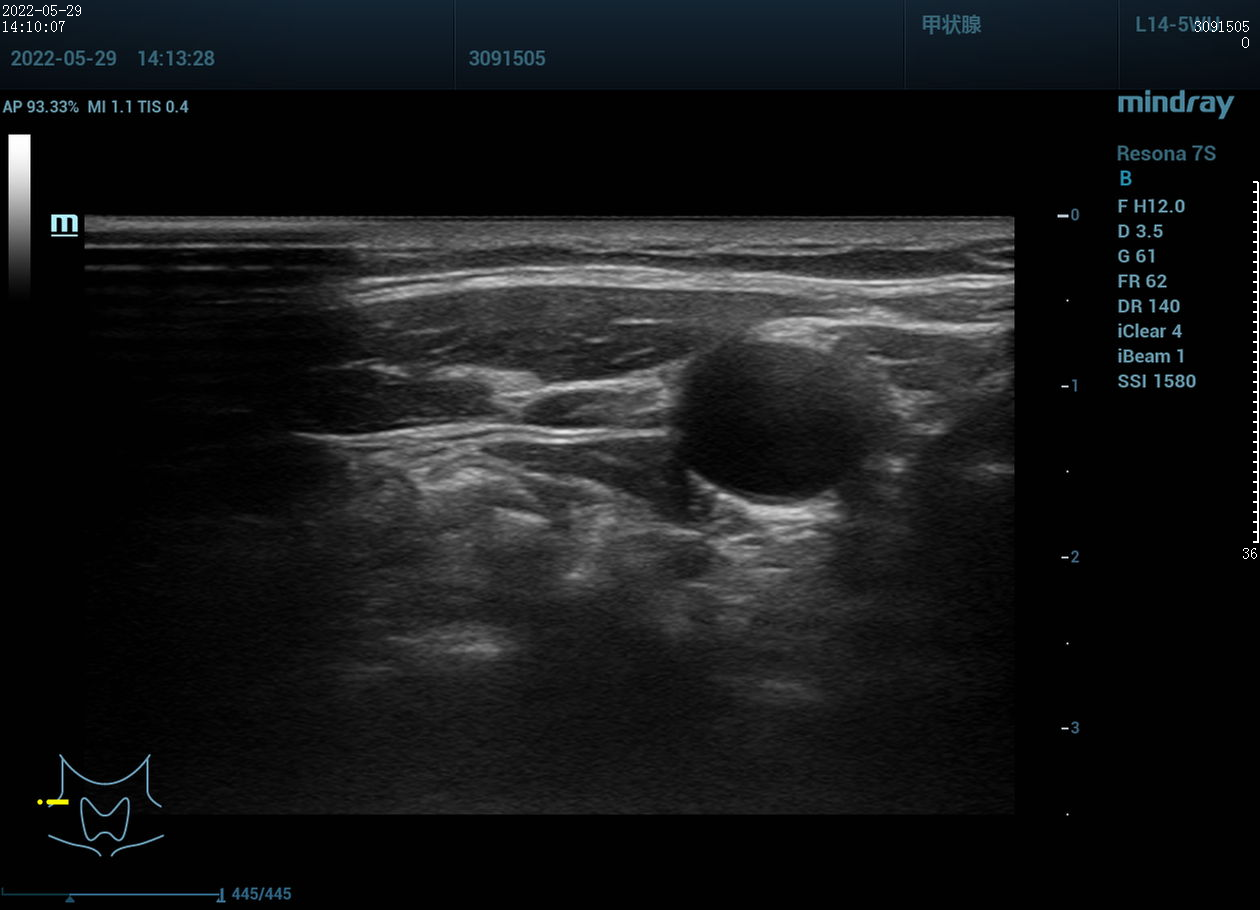 2022-05-29
14:10:07
甲状腺
3091505
0
2022-05-29 14:13:28
3091505
AP 93.33% MI 1.1 TIS 0.4
mindray
Resona 7S
B
m
F H12.0
0
D 3.5
G 61
FR 62
DR 140
iClear 4
iBeam 1
SSI 1580
1
2
36
3
445/445